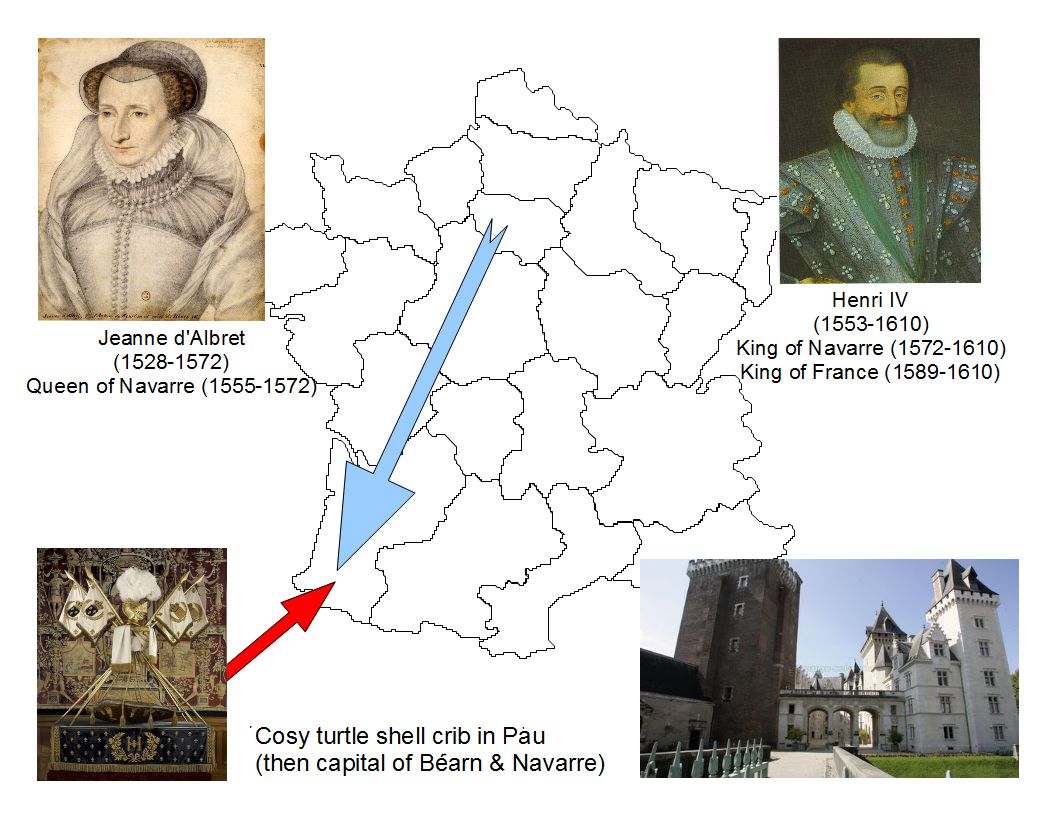 Jeanne d'Albret
(1528-1572)
Queen of Navarre (1555-1572)
Henri IV
(1553-1610)
King of Navarre (1572-1610)
King of France (1589-1610)
Cosy turtle shell crib in Pau
(then capital of Béarn & Navarre)